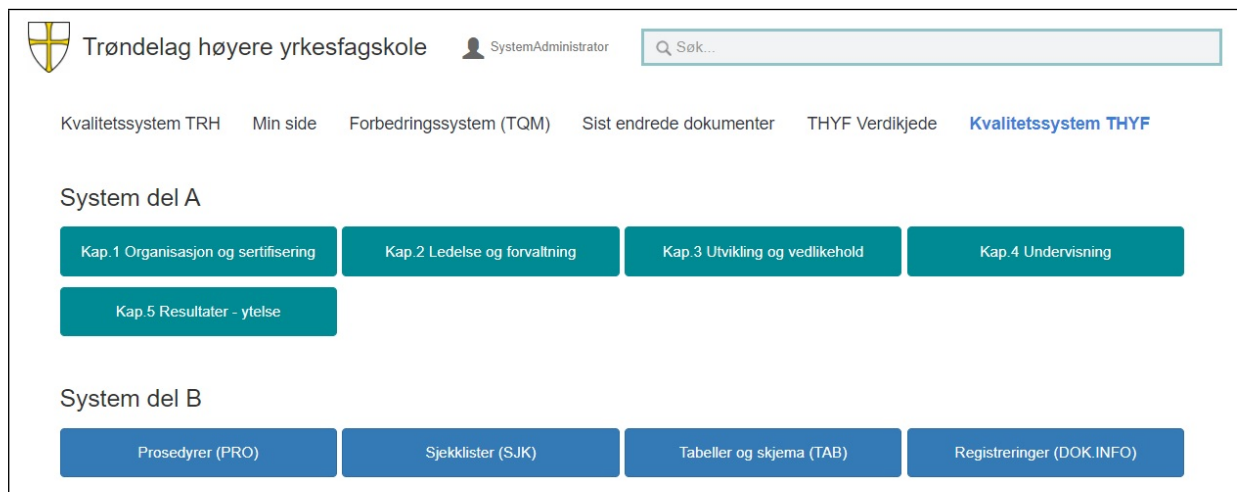 Trøndelag høyere yrkesfagskole SystemAdministrator Søk...
Kvalitetssystem TRH Min side Forbedringssystem (TQM) Sist endrede dokumenter THYF Verdikjede Kvalitetssystem THYF
System del A
Kap.1 Organisasjon og sertifisering Kap.2 Ledelse og forvaltning Kap.3 Utvikling og vedlikehold Kap.4 Undervisning
Kap.5 Resultater - ytelse
System del B
Prosedyrer (PRO) Sjekklister (SJK) Tabeller og skjema (TAB) Registreringer (DOK.INFO)